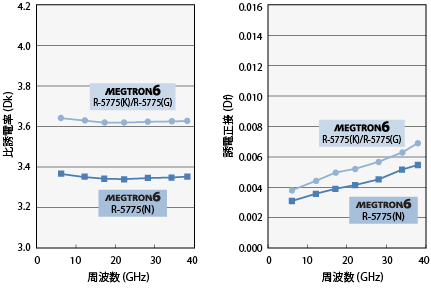 比誘電率 (Dk)
4.2
4.0
3.8
3.6
3.4
3.2
3.0
MEGTRON6
R-5775(K)/R-5775(G)
MEGTRON6
R-5775(N)
0 10 20 30 40
周波数 (GHz)
誘電正接 (Df)
0.016
0.014
0.012
0.010
0.008
0.006
0.004
0.002
0.000
MEGTRON6
R-5775(K)/R-5775(G)
MEGTRON6
R-5775(N)
0 10 20 30 40
周波数 (GHz)